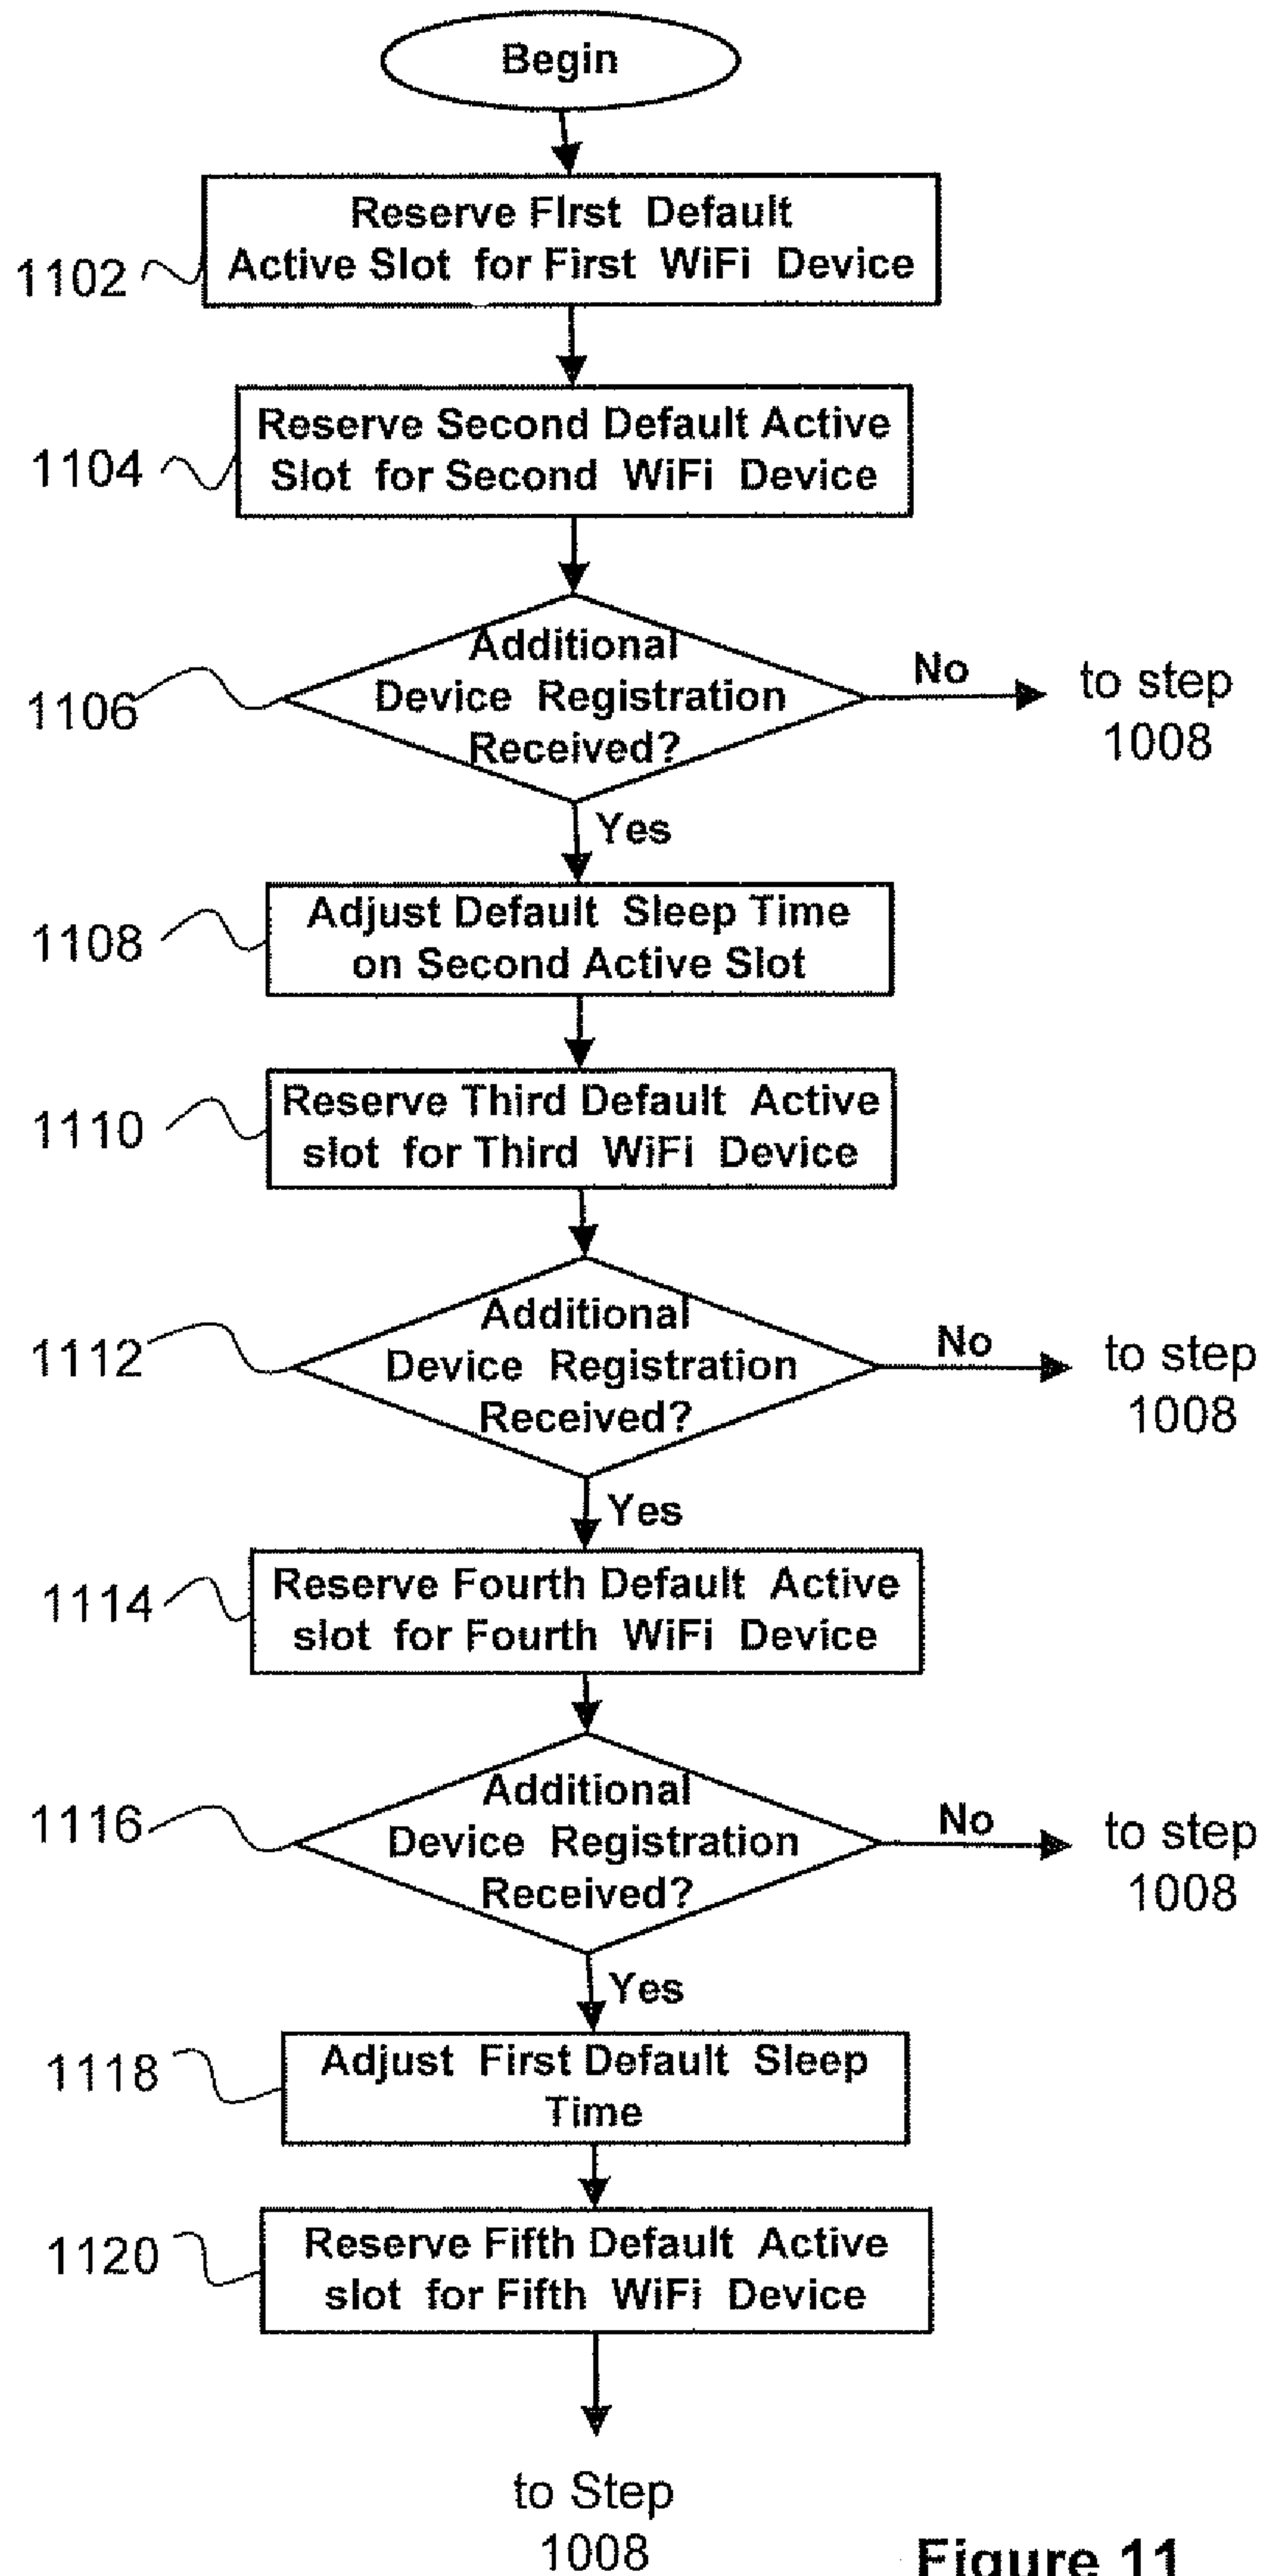 Begin
Reserve First Default
Active Slot for First WiFi Device
1102
Reserve Second Default Active
Slot for Second WiFi Device
1104
Additional
Device Registration
Received?
1106
No
to step
1008
Yes
Adjust Default Sleep Time
on Second Active Slot
1108
Reserve Third Default Active
slot for Third WiFi Device
1110
Additional
Device Registration
Received?
1112
No
to step
1008
Yes
Reserve Fourth Default Active
slot for Fourth WiFi Device
1114
Additional
Device Registration
Received?
1116
No
to step
1008
Yes
Adjust First Default Sleep
Time
1118
Reserve Fifth Default Active
slot for Fifth WiFi Device
1120
to Step
1008
Figure 11